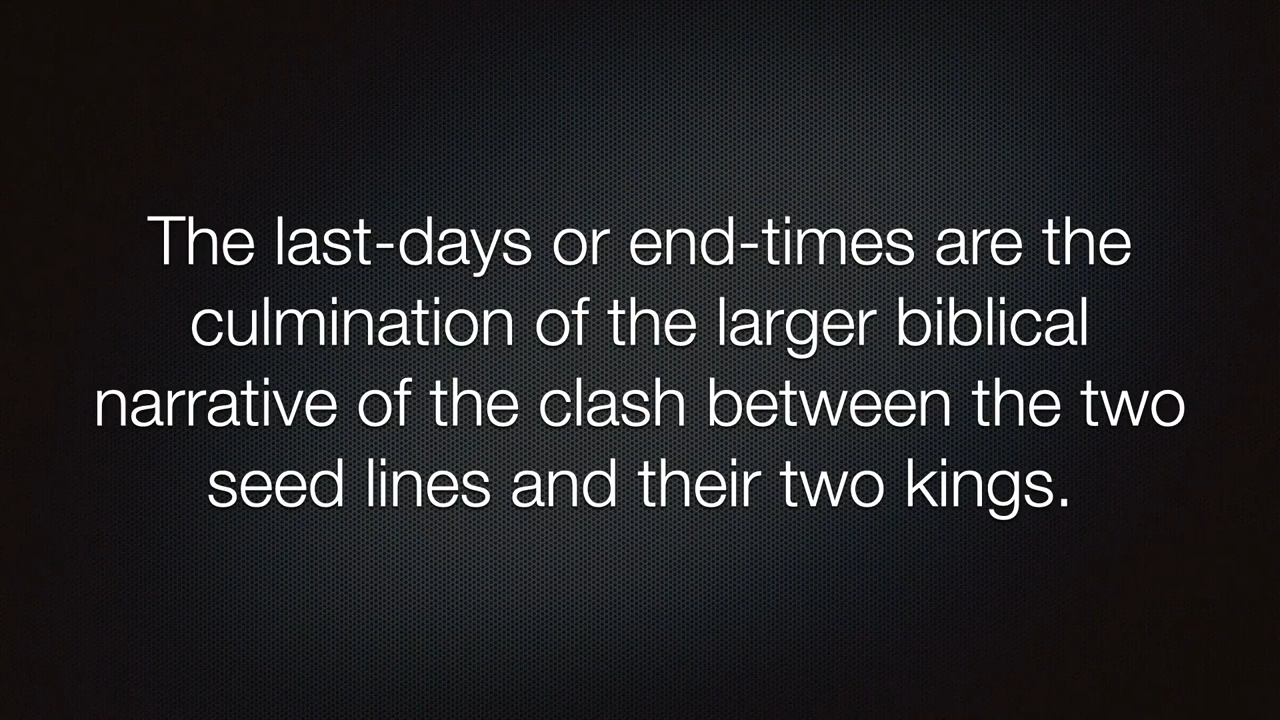 The last-days or end-times are the
culmination of the larger biblical
narrative of the clash between the two
seed lines and their two kings.